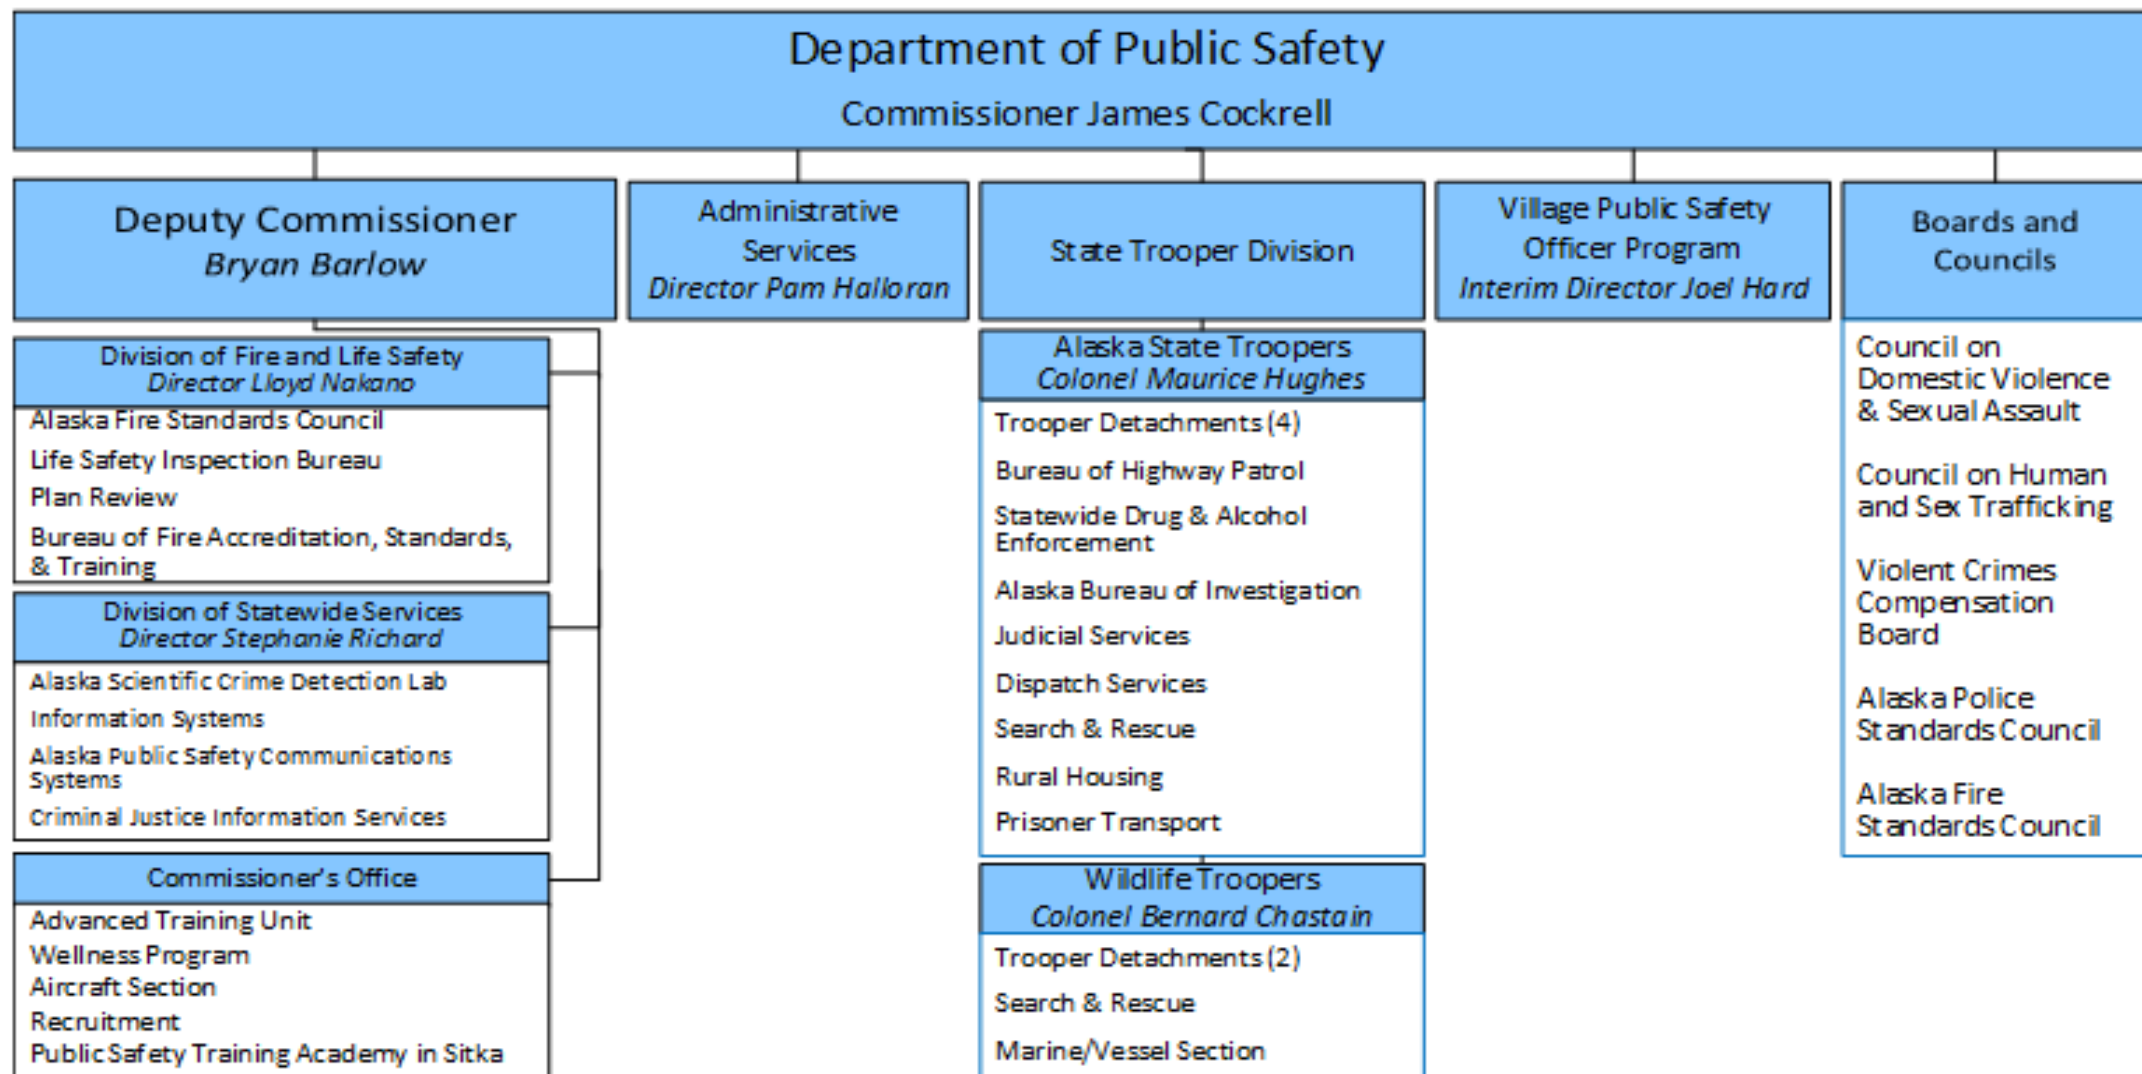 Department of Public Safety
Commissioner James Cockrell
Deputy Commissioner
Bryan Barlow
Administrative
Services
Director Pam Halloran
State Trooper Division
Village Public Safety
Officer Program
Interim Director Joel Hard
Boards and
Councils
Division of Fire and Life Safety
Director Lloyd Nakano
Alaska Fire Standards Council
Life Safety Inspection Bureau
Plan Review
Bureau of Fire Accreditation, Standards,
& Training
Division of Statewide Services
Director Stephanie Richard
Alaska Scientific Crime Detection Lab
Information Systems
Alaska Public Safety Communications
Systems
Criminal Justice Information Services
Commissioner's Office
Advanced Training Unit
Wellness Program
Aircraft Section
Recruitment
Public Safety Training Academy in Sitka
Alaska State Troopers
Colonel Maurice Hughes
Trooper Detachments (4)
Bureau of Highway Patrol
Statewide Drug & Alcohol
Enforcement
Alaska Bureau of Investigation
Judicial Services
Dispatch Services
Search & Rescue
Rural Housing
Prisoner Transport
Wildlife Troopers
Colonel Bernard Chastain
Trooper Detachments (2)
Search & Rescue
Marine/Vessel Section
Council on
Domestic Violence
& Sexual Assault
Council on Human
and Sex Trafficking
Violent Crimes
Compensation
Board
Alaska Police
Standards Council
Alaska Fire
Standards Council